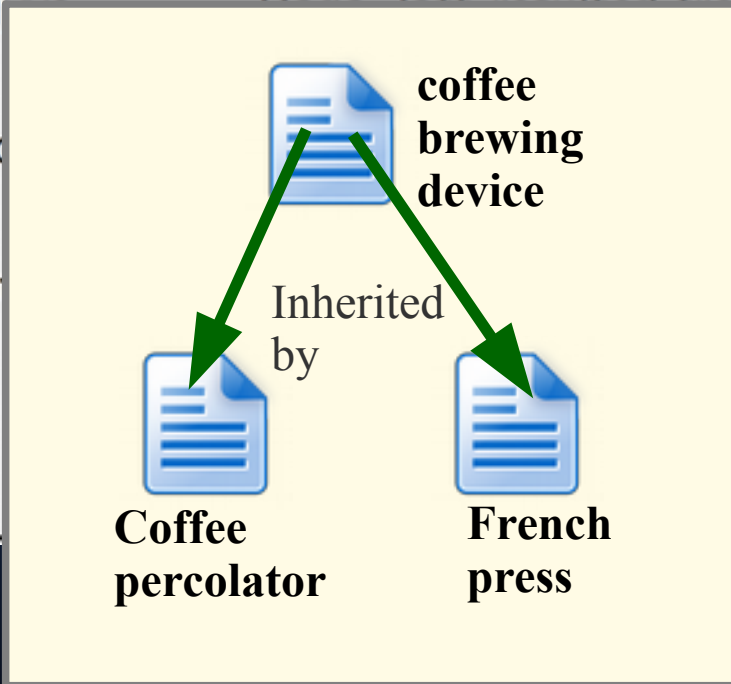 coffee
brewing
device
Inherited
by
Coffee
percolator
French
press